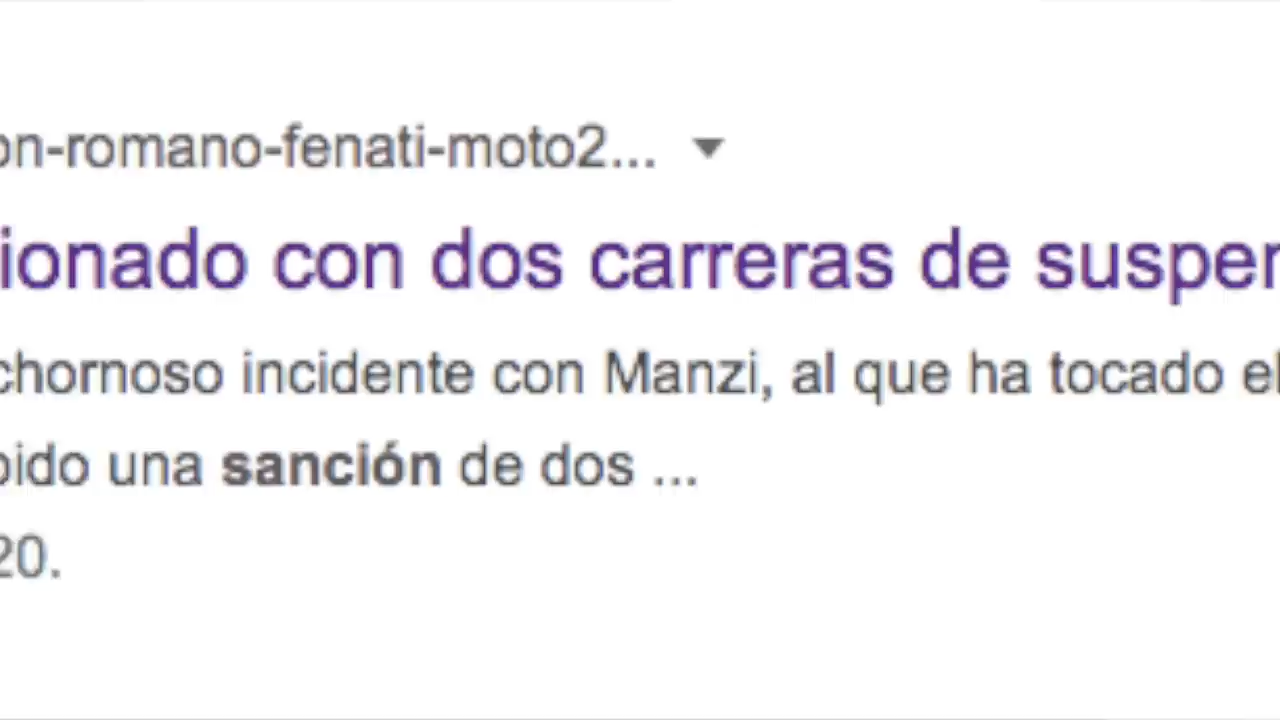 on-romano-fenati-moto2...
ionado con dos carreras de suspen
chornoso incidente con Manzi, al que ha tocado el
bido una sanción de dos ...
20.